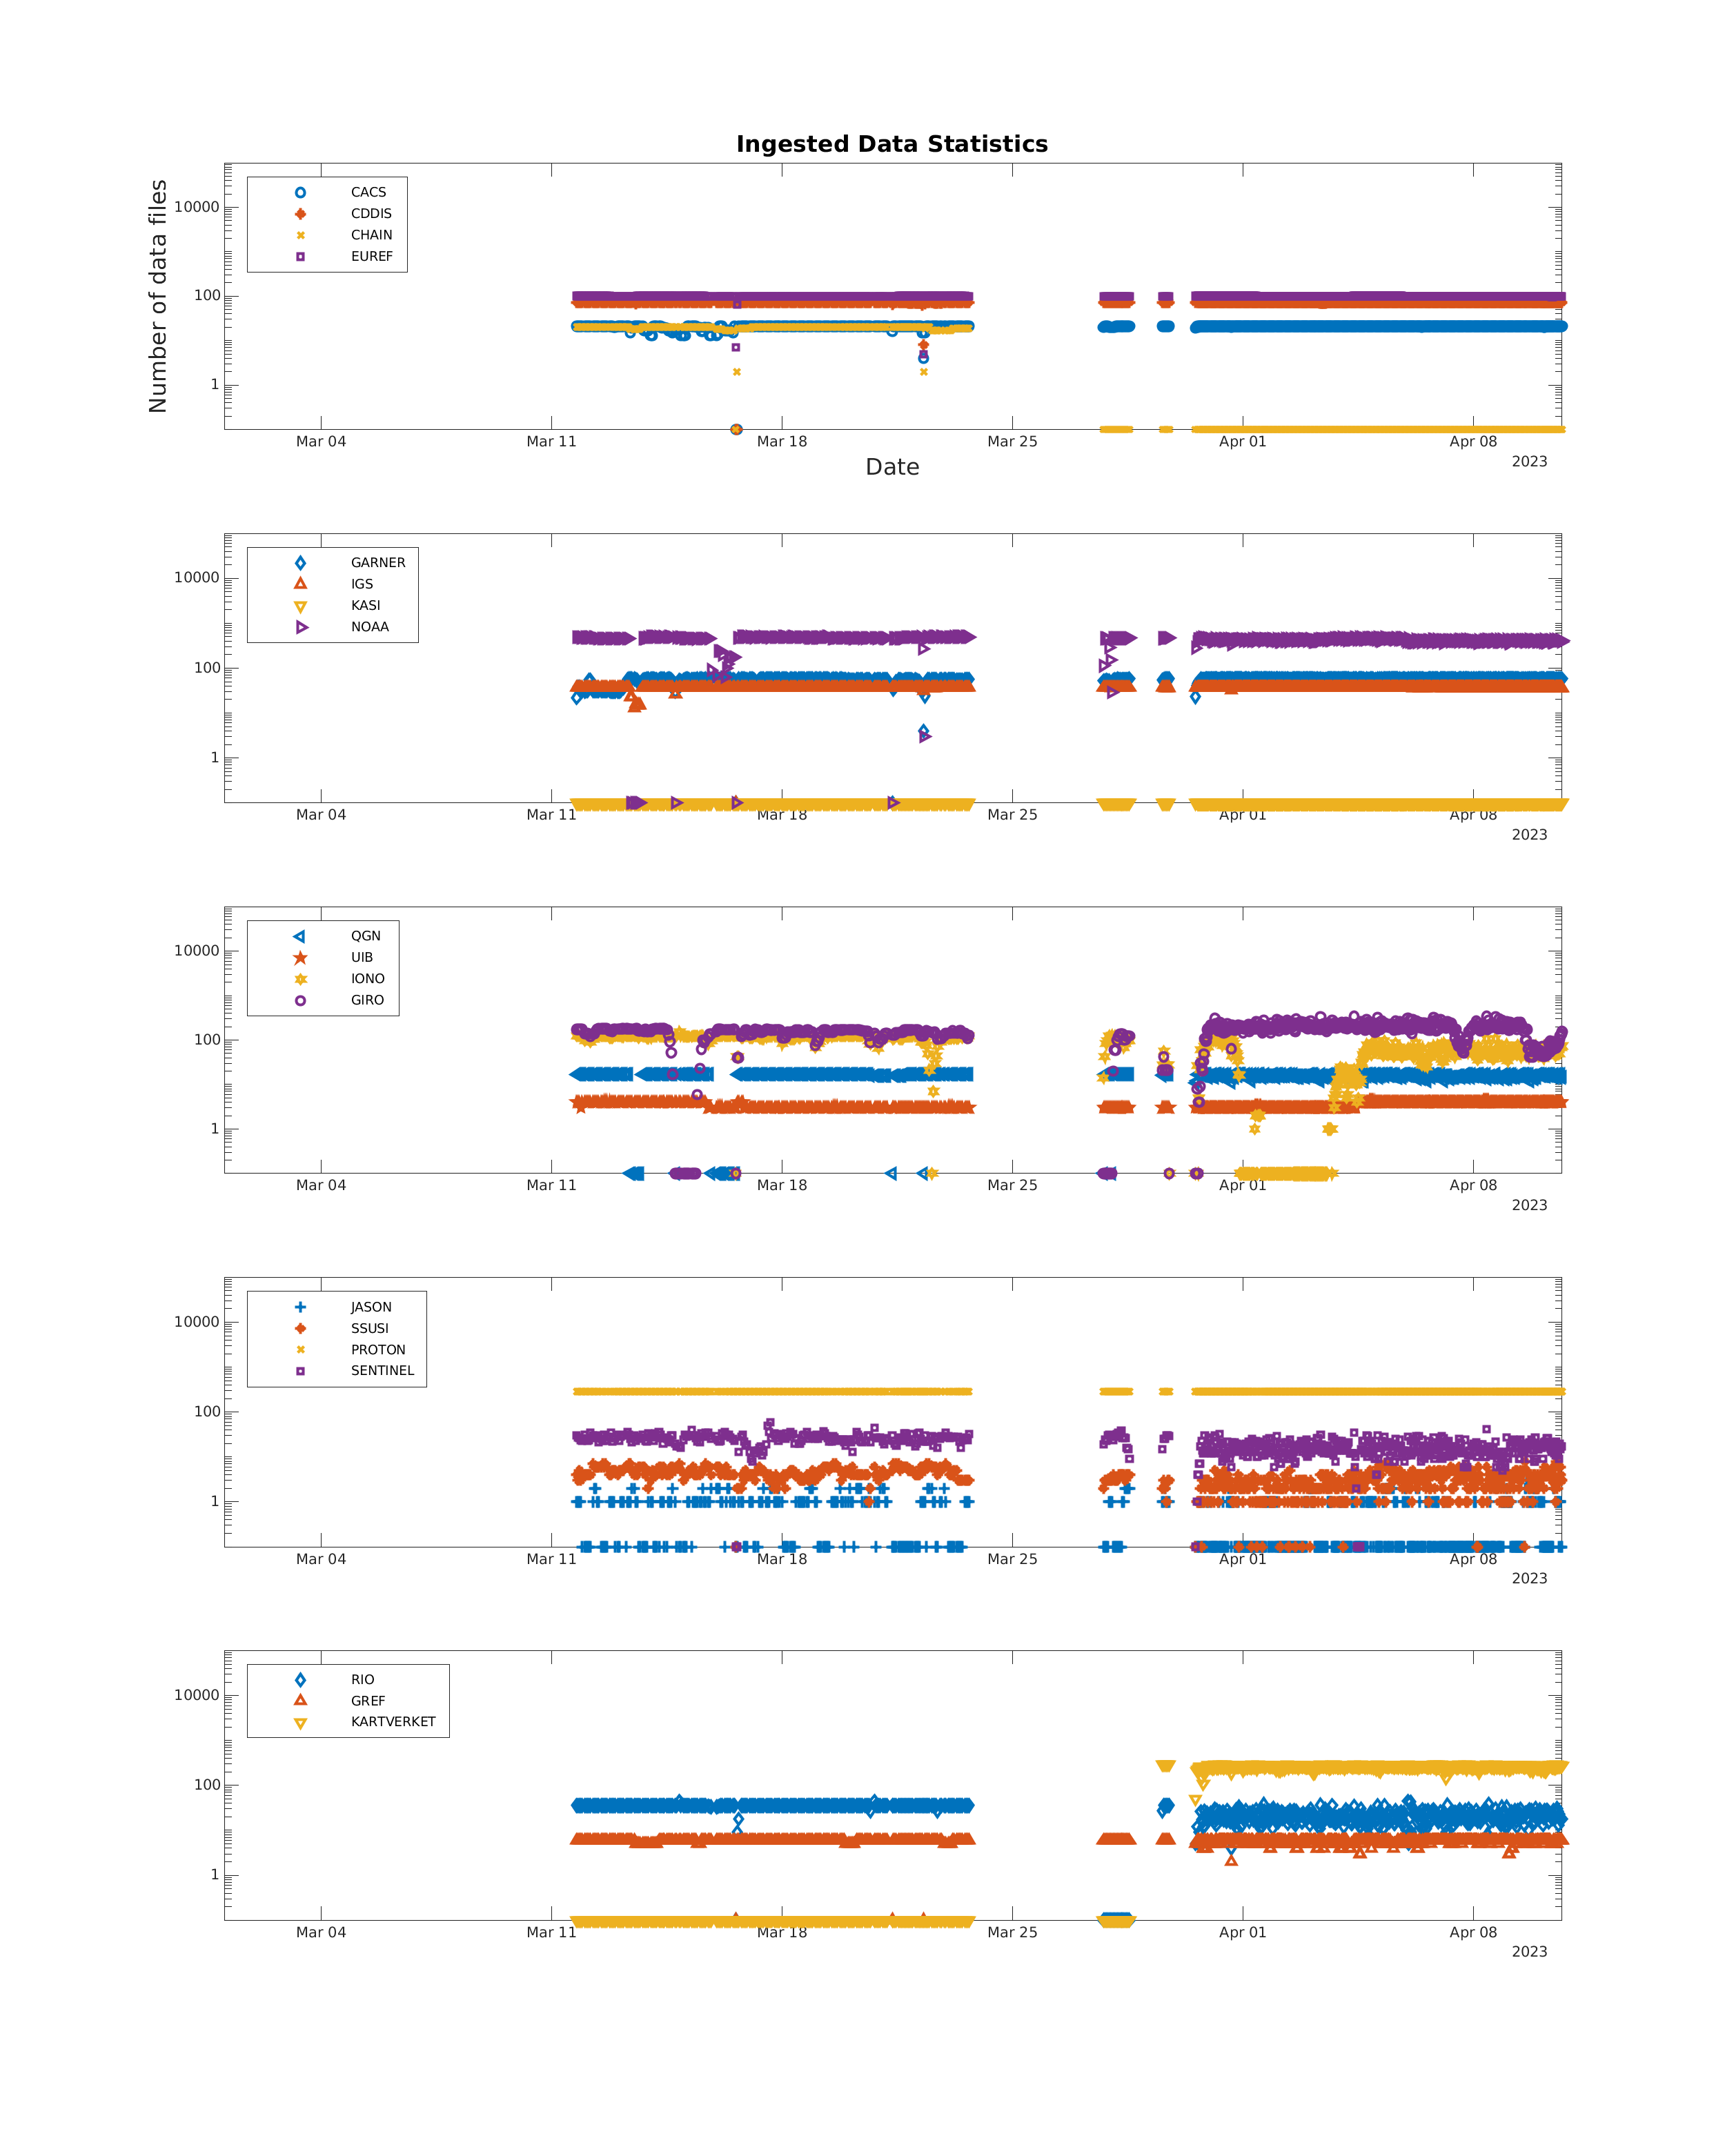 Ingested Data Statistics
Number of data files
10000
100
1
CACS
CDDIS
CHAIN
EUREF
Mar 04 Mar 11 Mar 18 Mar 25 Apr 01 Apr 08
2023
Date
10000
100
1
GARNER
IGS
KASI
NOAA
Mar 04 Mar 11 Mar 18 Mar 25 Apr 01 Apr 08
2023
10000
100
1
QGN
UIB
IONO
GIRO
Mar 04 Mar 11 Mar 18 Mar 25 Apr 01 Apr 08
2023
10000
100
1
JASON
SSUSI
PROTON
SENTINEL
Mar 04 Mar 11 Mar 18 Mar 25 Apr 01 Apr 08
2023
10000
100
1
RIO
GREF
KARTVERKET
Mar 04 Mar 11 Mar 18 Mar 25 Apr 01 Apr 08
2023